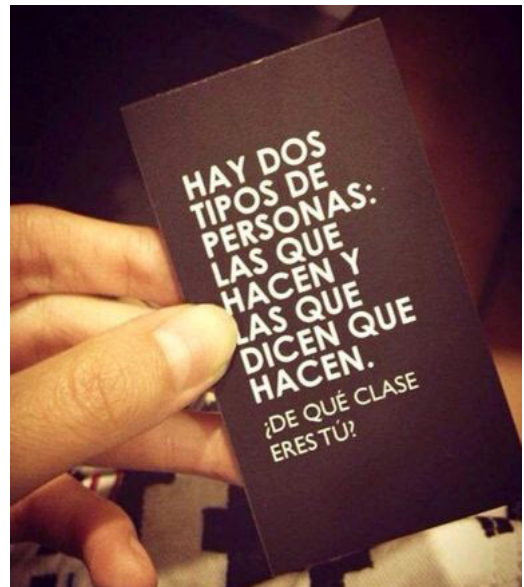 HAY DOS
TIPOS DE
PERSONAS:
LAS QUE
HACEN Y
LAS QUE
DICEN QUE
HACEN.
¿DE QUÉ CLASE
ERES TÚ?